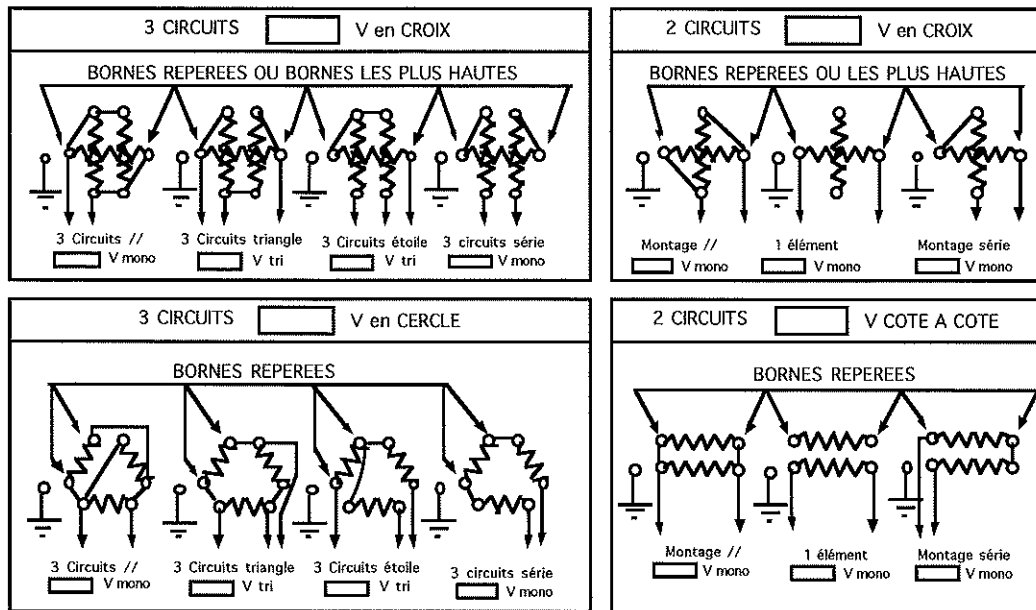 3 CIRCUITS V en CROIX
BORNES REPEREES OU BORNES LES PLUS HAUTES
3 Circuits // 3 Circuits triangle 3 Circuits étoile 3 circuits série
V mono V tri V tri V mono
2 CIRCUITS V en CROIX
BORNES REPEREES OU LES PLUS HAUTES
Montage // 1 élément Montage série
V mono V mono V mono
3 CIRCUITS V en CERCLE
BORNES REPEREES
3 Circuits // 3 Circuits triangle 3 Circuits étoile 3 circuits série
V mono V tri V tri V mono
2 CIRCUITS V COTE A COTE
BORNES REPEREES
Montage // 1 élément Montage série
V mono V mono V mono